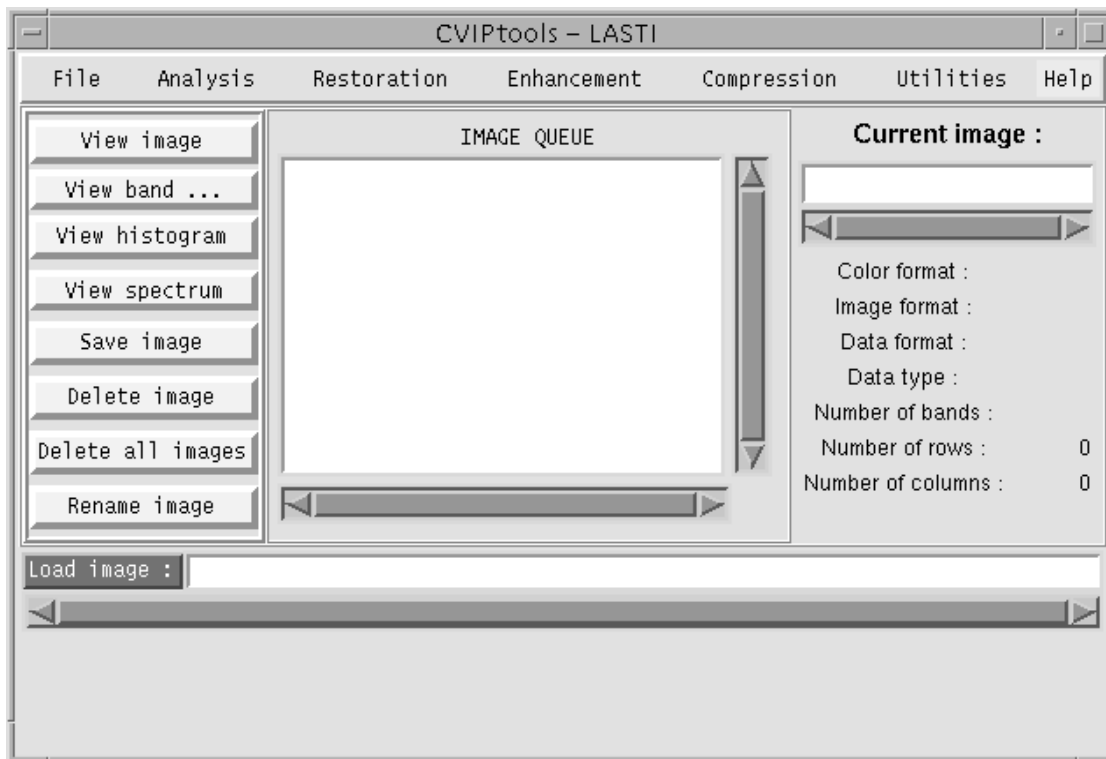 CVIPtools – LASTI
File Analysis Restoration Enhancement Compression Utilities Help
View image
View band ...
View histogram
View spectrum
Save image
Delete image
Delete all images
Rename image
IMAGE QUEUE
Current image :
Color format :
Image format :
Data format :
Data type :
Number of bands :
Number of rows : 0
Number of columns : 0
Load image :